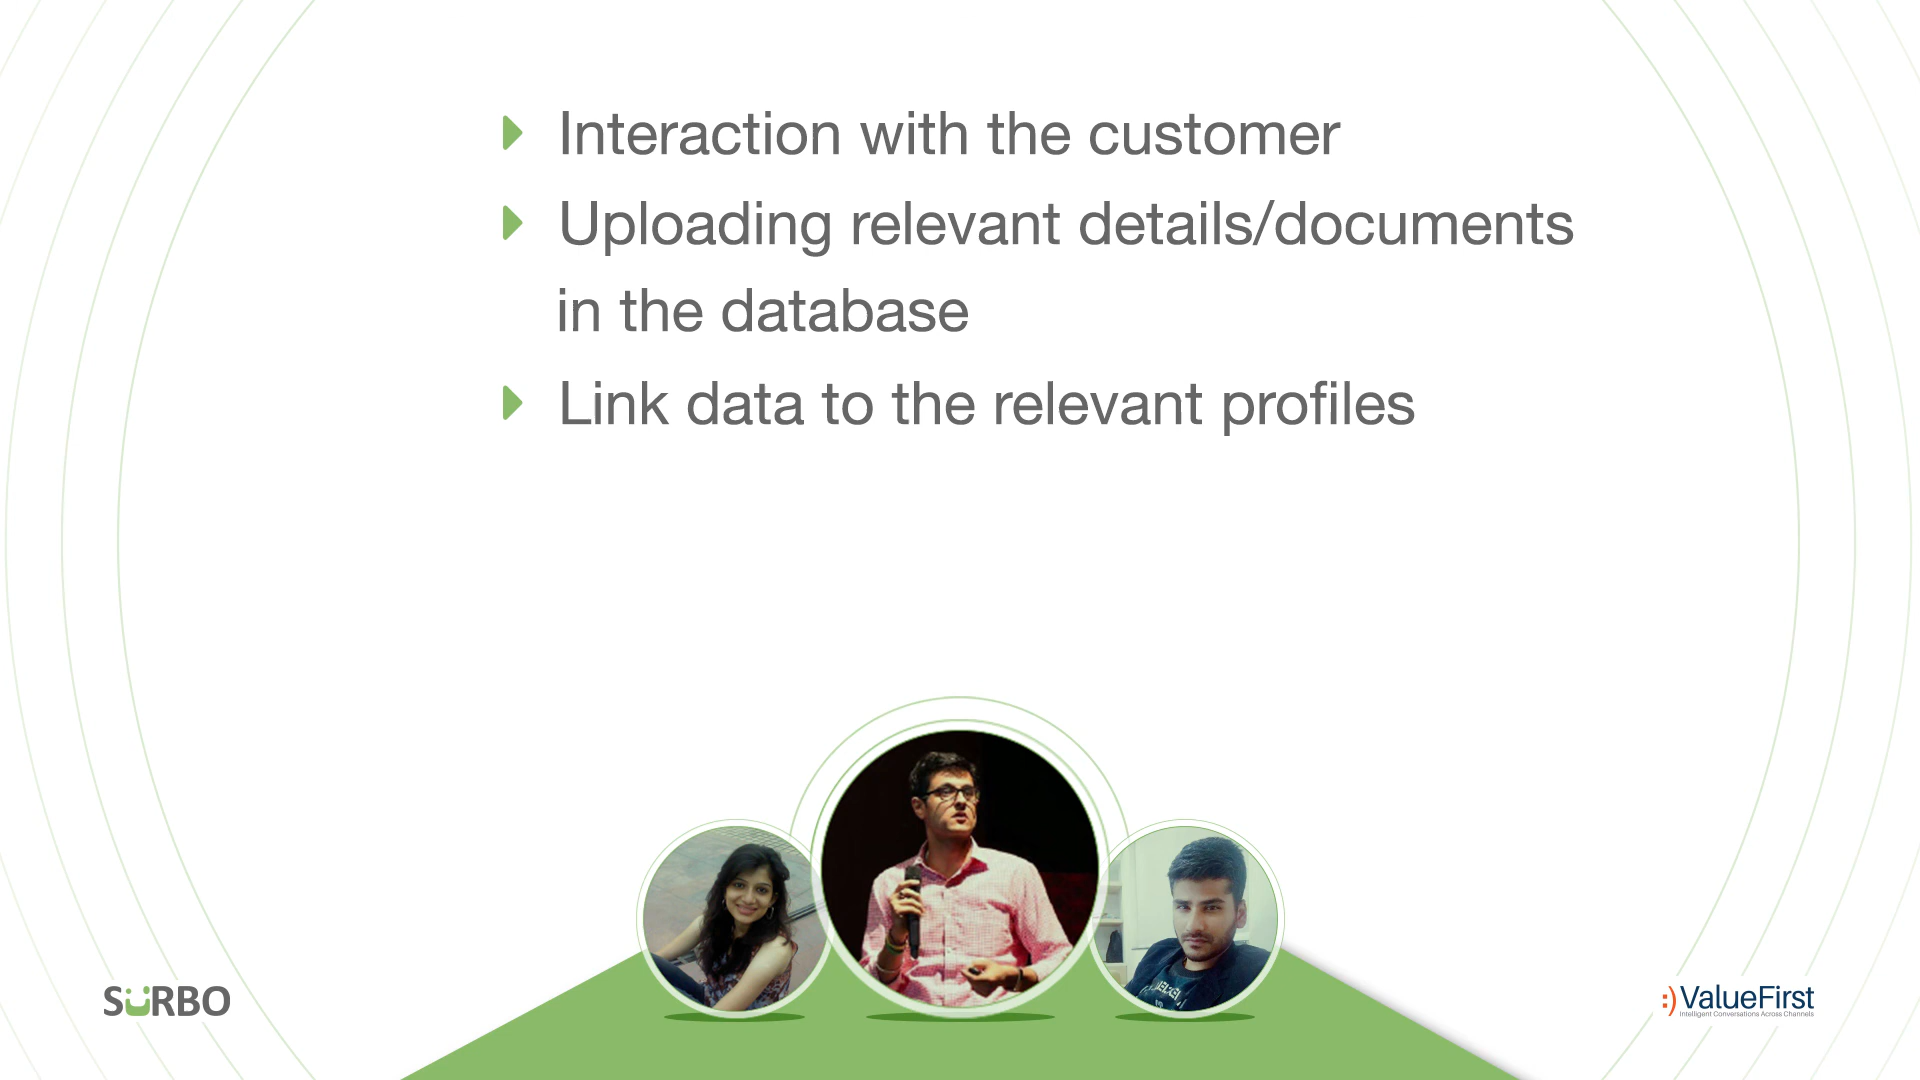 Interaction with the customer
Uploading relevant details/documents
in the database
Link data to the relevant profiles
SURBO
:) ValueFirst
Intelligent Conversations Across Channels